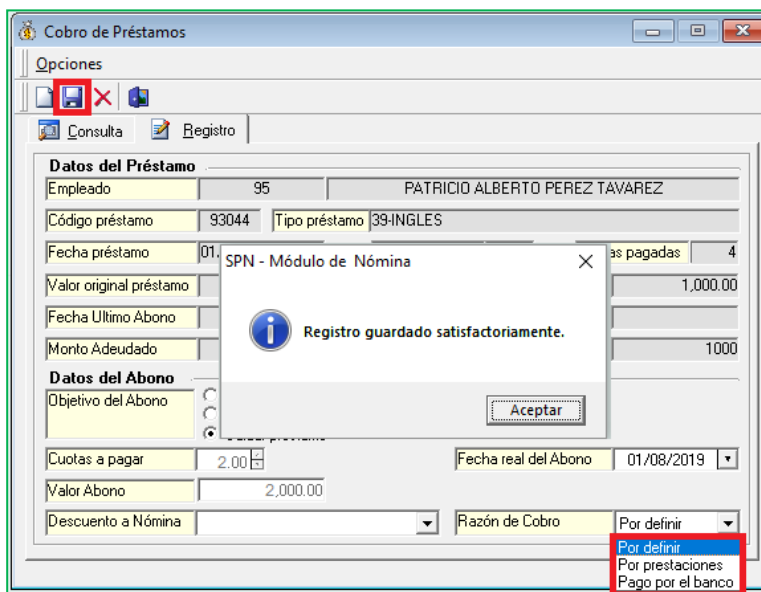 Cobro de Préstamos
Opciones
Consulta Registro
Datos del Préstamo
Empleado 95 PATRICIO ALBERTO PEREZ TAVAREZ
Código préstamo 93044 Tipo préstamo 39-INGLES
Fecha préstamo 01. pagadas 4
Valor original préstamo 1,000.00
Fecha Ultimo Abono
Monto Adeudado 1000
SPN - Módulo de Nómina
Registro guardado satisfactoriamente.
Aceptar
Datos del Abono
Objetivo del Abono
Cuotas a pagar 2.00 Fecha real del Abono 01/08/2019
Valor Abono 2,000.00
Descuento a Nómina Razón de Cobro Por definir
Por definir
Por prestaciones
Pago por el banco